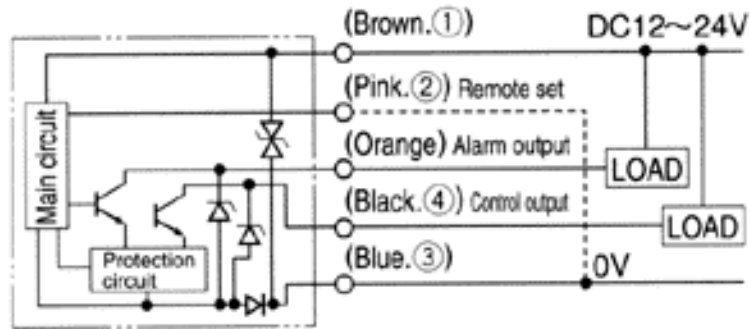 (Brown.①) DC12～24V
(Pink.②) Remote set
(Orange) Alarm output
LOAD
(Black.④) Control output
LOAD
(Blue.③)
0V
Main circuit
Protection
circuit